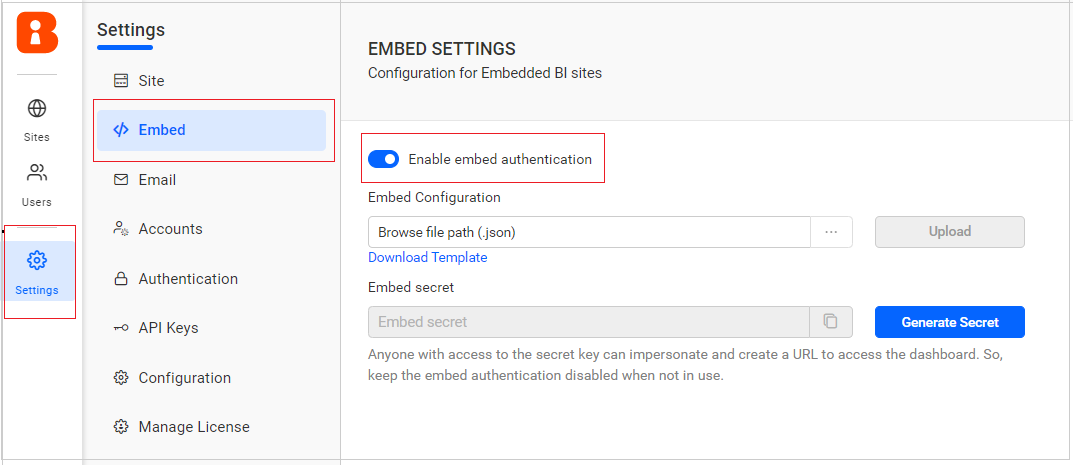 Sites
Users
Settings
Settings
Site
Embed
Email
Accounts
Authentication
API Keys
Configuration
Manage License
EMBED SETTINGS
Configuration for Embedded BI sites
Enable embed authentication
Embed Configuration
Browse file path (.json)
...
Upload
Download Template
Embed secret
Embed secret
Generate Secret
Anyone with access to the secret key can impersonate and create a URL to access the dashboard. So,
keep the embed authentication disabled when not in use.